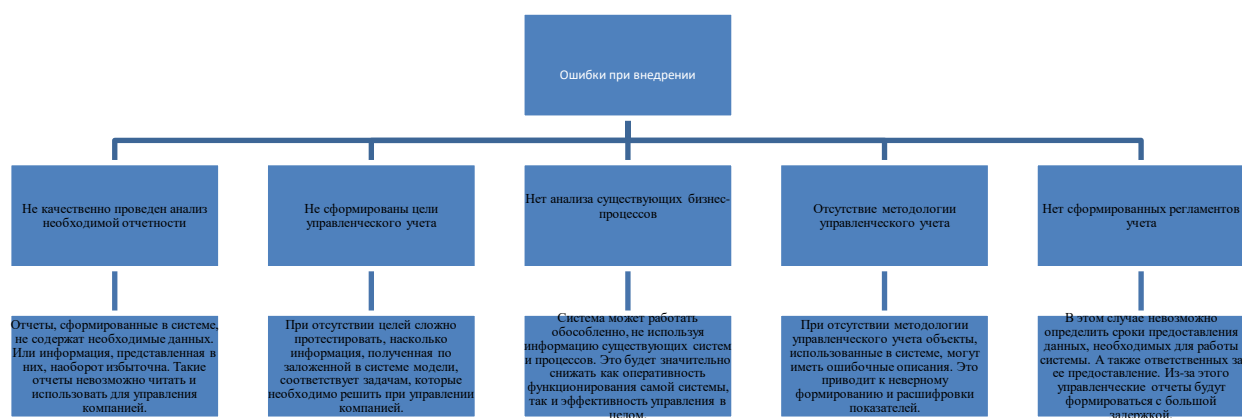 Ошибки при внедрении
Не качественно проведен анализ
необходимой отчетности
Не сформированы цели
управленческого учета
Нет анализа существующих бизнес-
процессов
Отсутствие методологии
управленческого учета
Нет сформированных регламентов
учета
Отчеты, сформированные в системе,
не содержат необходимые данных.
Или информация, представленная в
них, наоборот избыточна. Такие
отчеты невозможно читать и
использовать для управления
компанией.
При отсутствии целей сложно
протестировать, насколько
информация, полученная по
заложенной в системе модели,
соответствует задачам, которые
необходимо решить при управлении
компанией.
Система может работать
обособленно, не используя
информацию существующих систем
и процессов. Это будет значительно
снижать как оперативность
функционирования самой системы,
так и эффективность управления в
целом.
При отсутствии методологии
управленческого учета объекты,
использованные в системе, могут
иметь ошибочные описания. Это
приводит к неверному
формированию и расшифровки
показателей.
В этом случае невозможно
определить сроки предоставления
данных, необходимых для работы
системы. А также ответственных за
ее предоставление. Из-за этого
управленческие отчеты будут
формироваться с большой
задержкой.